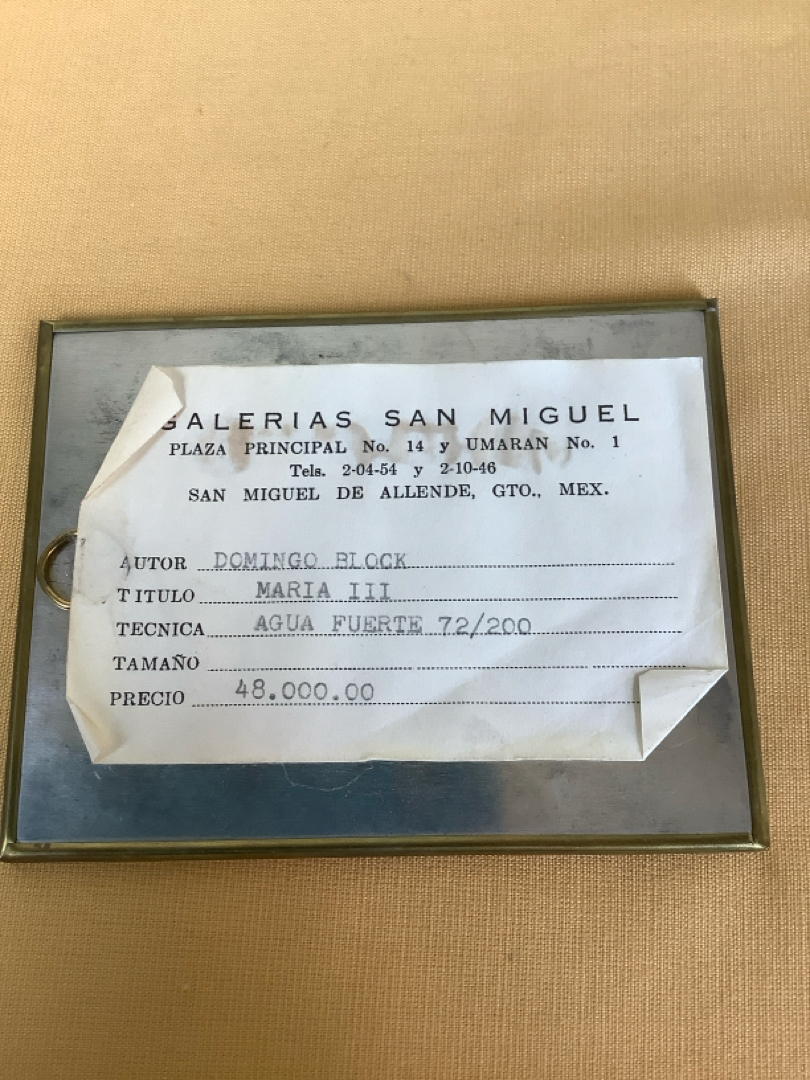 GALERIAS SAN MIGUEL
PLAZA PRINCIPAL No. 14 y UMARAN No. 1
Tels. 2-04-54 y 2-10-46
SAN MIGUEL DE ALLENDE, GTO., MEX.
AUTOR DOMINGO BLOCK
TITULO MARIA III
TECNICA AGUA FUERTE 72/200
TAMAÑO
PRECIO 48.000.00